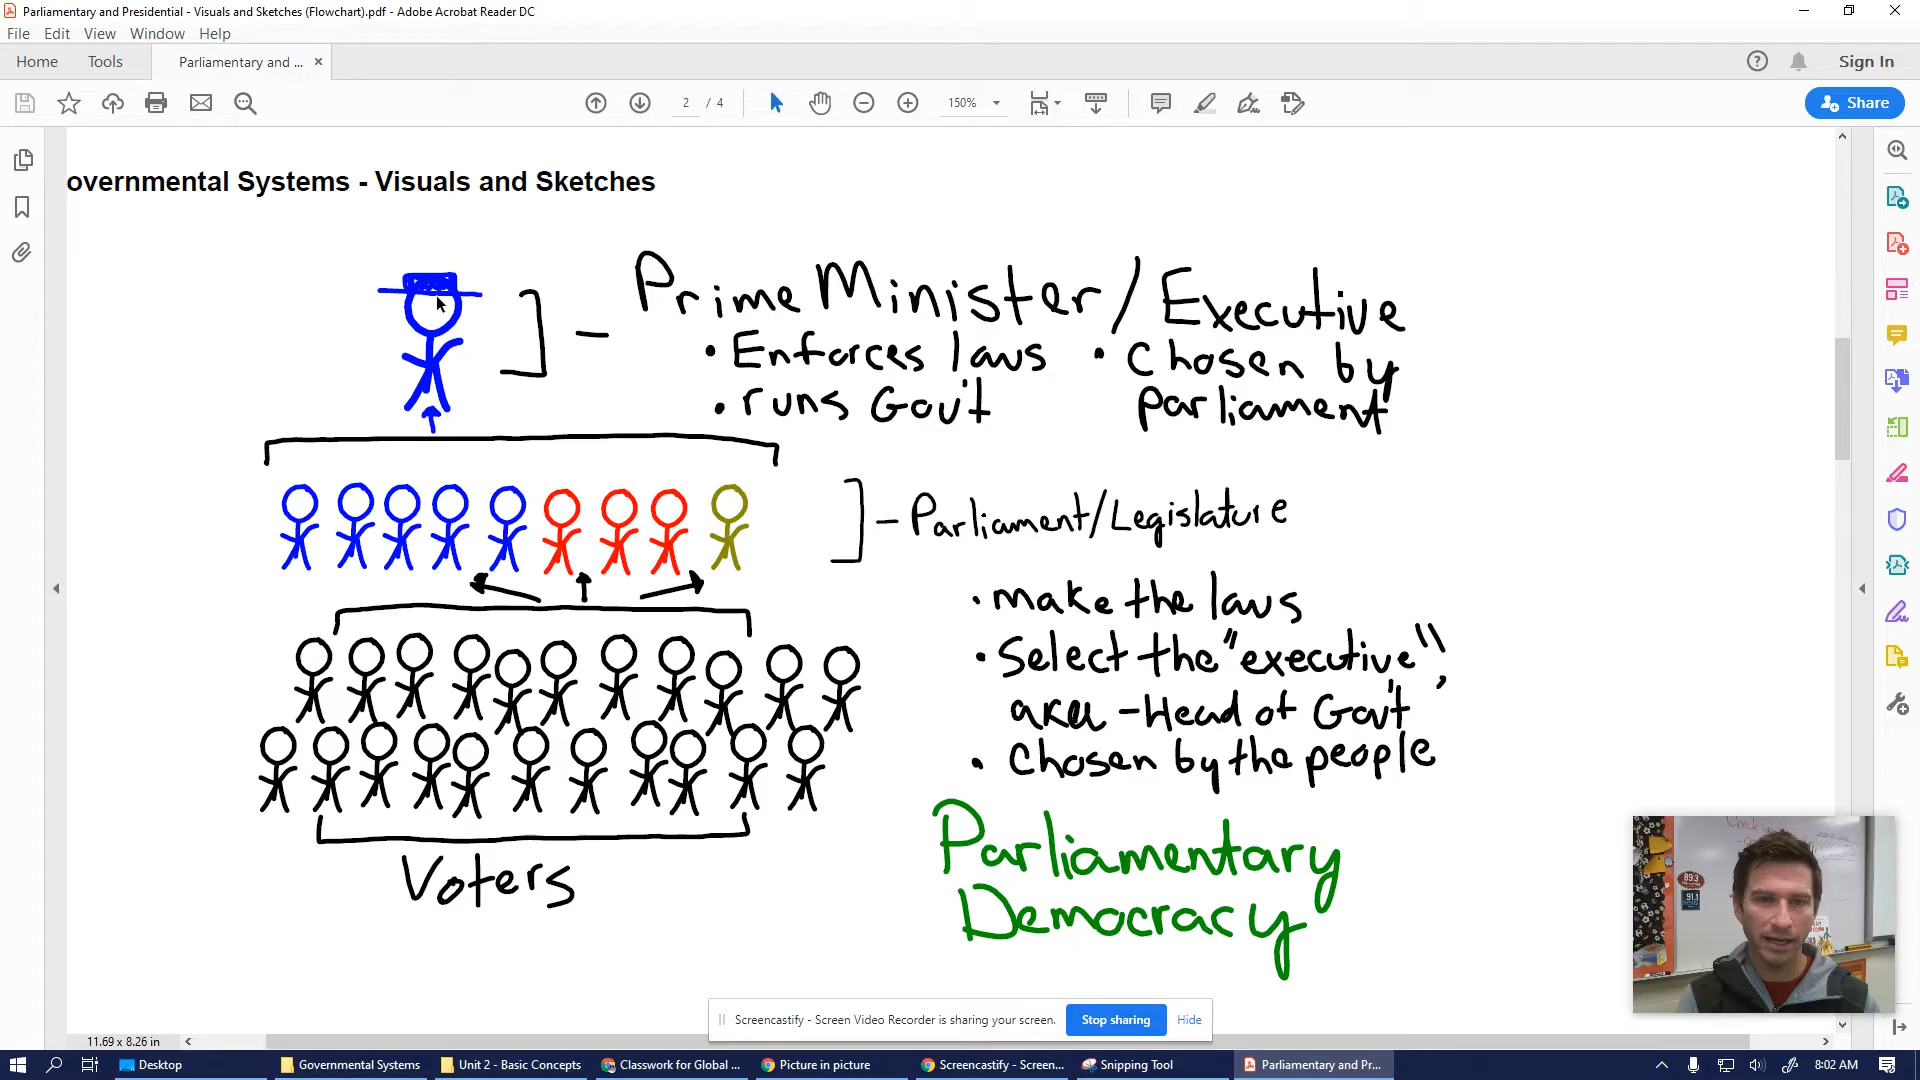 Parliamentary and Presidential - Visuals and Sketches (Flowchart).pdf - Adobe Acrobat Reader DC
File Edit View Window Help
Home Tools Parliamentary and ... × ? Sign In
2 / 4 150% Share
overnmental Systems - Visuals and Sketches
Prime Minister / Executive
• Enforces laws • Chosen by
• runs Gov't parliament
- Parliament/Legislature
• make the laws
• Select the "executive",
aka - Head of Gov't
• Chosen by the people
Parliamentary
Democracy
Voters
89.3
91.1
Screencastify - Screen Video Recorder is sharing your screen. Stop sharing Hide
11.69 x 8.26 in
Desktop Governmental Systems Unit 2 - Basic Concepts Classwork for Global ... Picture in picture Screencastify - Screen... Snipping Tool Parliamentary and Pr... 8:02 AM